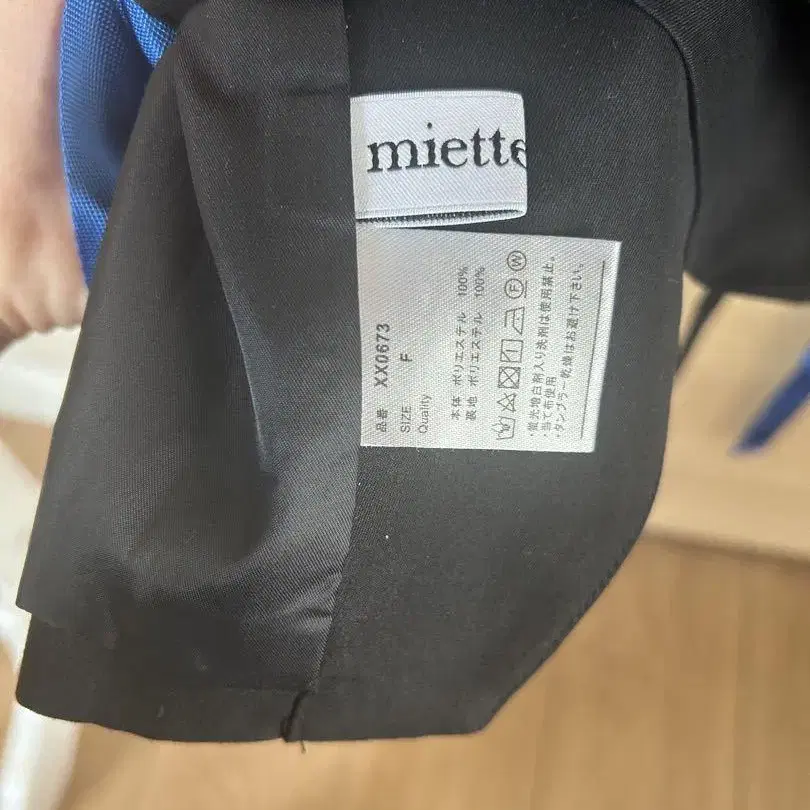 miette
品番 XX0673
SIZE F
Quality
本体 ポリエステル 100%
裏地 ポリエステル 100%
F W
・蛍光増白剤入り洗剤は使用禁止。
・当て布使用
・タンブラー乾燥はお避け下さい。